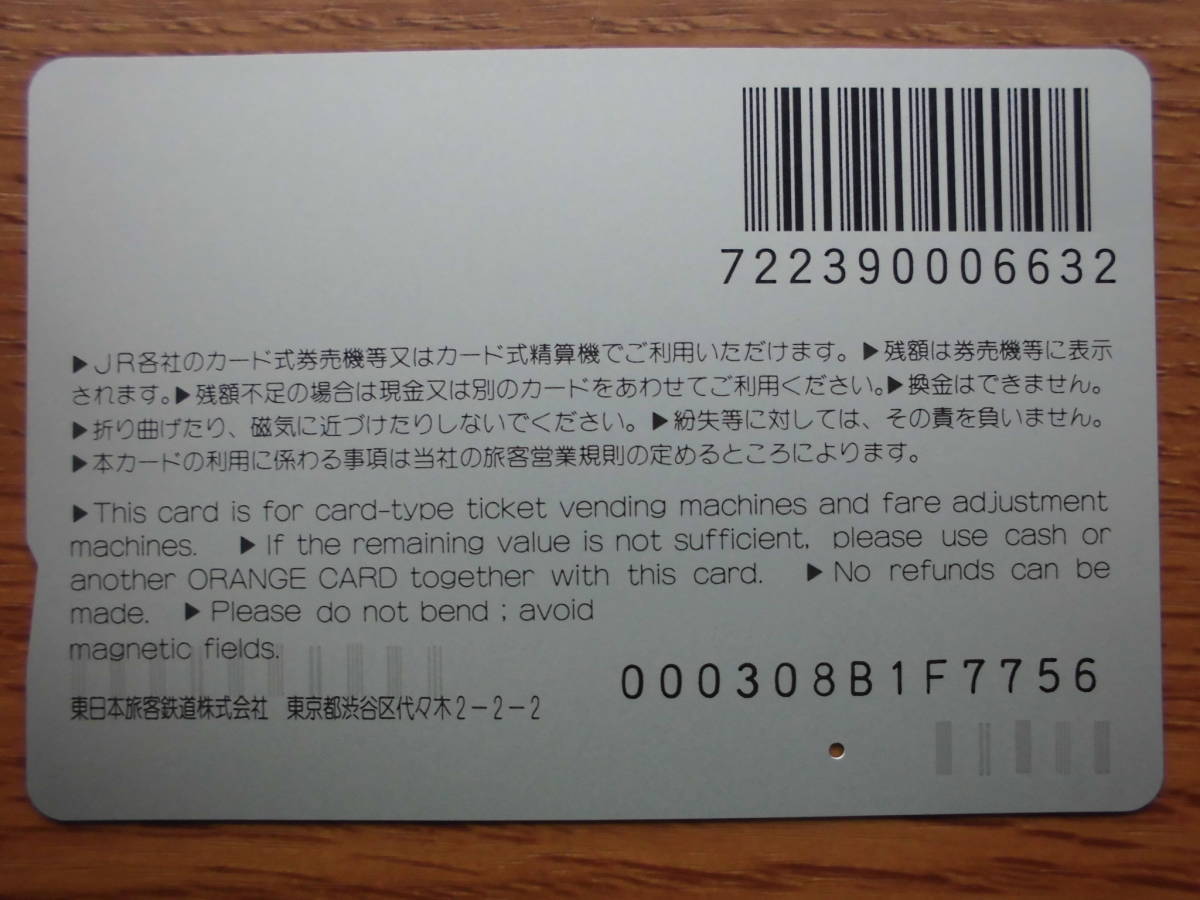 722390006632
▶JR各社のカード式券売機等又はカード式精算機でご利用いただけます。▶残額は券売機等に表示
されます。▶残額不足の場合は現金又は別のカードをあわせてご利用ください。▶換金はできません。
▶折り曲げたり、磁気に近づけたりしないでください。▶紛失等に対しては、その責を負いません。
▶本カードの利用に係わる事項は当社の旅客営業規則の定めるところによります。
▶This card is for card-type ticket vending machines and fare adjustment
machines. ▶If the remaining value is not sufficient, please use cash or
another ORANGE CARD together with this card. ▶No refunds can be
made. ▶Please do not bend ; avoid
magnetic fields.
000308B1F7756
東日本旅客鉄道株式会社 東京都渋谷区代々木2-2-2